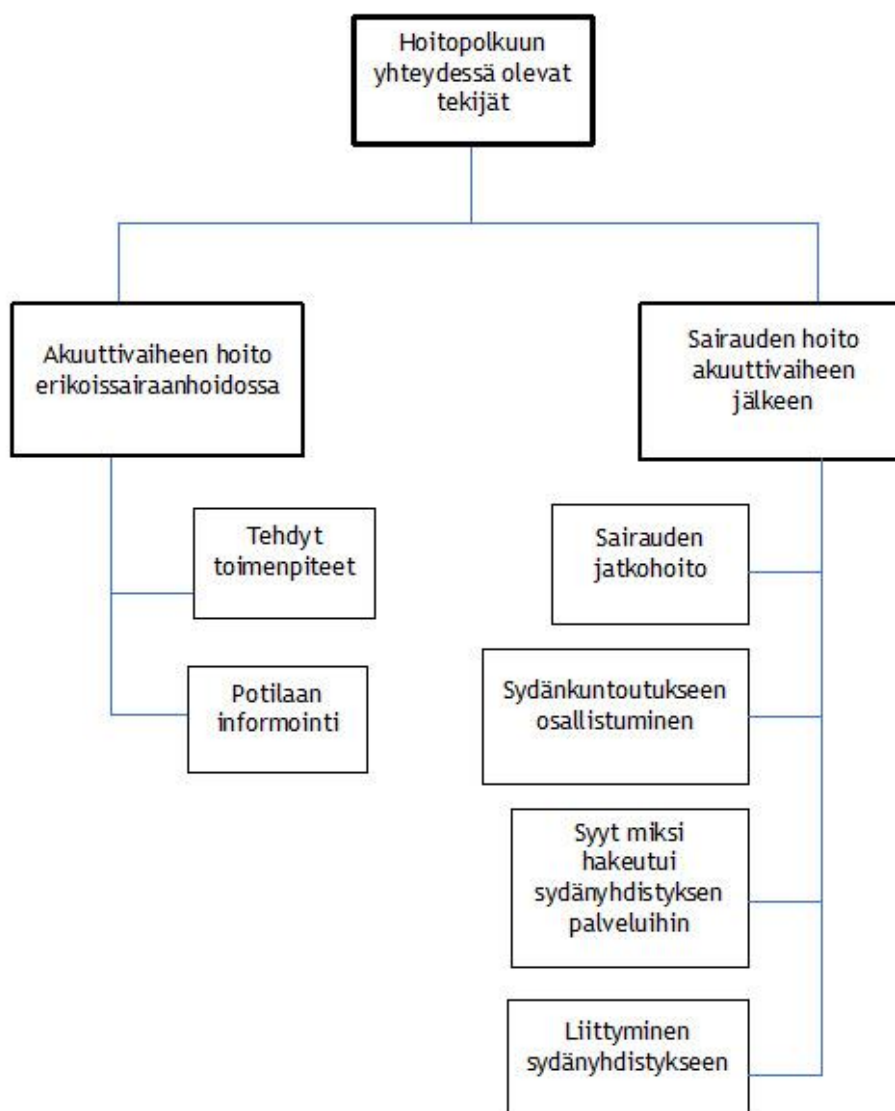 Hoitopolkuun
yhteydessä olevat
tekijät
Akuuttivaiheen hoito
erikoissairaanhoidossa
Sairauden hoito
akuuttivaiheen
jälkeen
Tehdyt
toimenpiteet
Potilaan
informointi
Sairauden
jatkohoito
Sydänkuntoutukseen
osallistuminen
Syyt miksi
hakeutui
sydänyhdistyksen
palveluihin
Liittyminen
sydänyhdistykseen